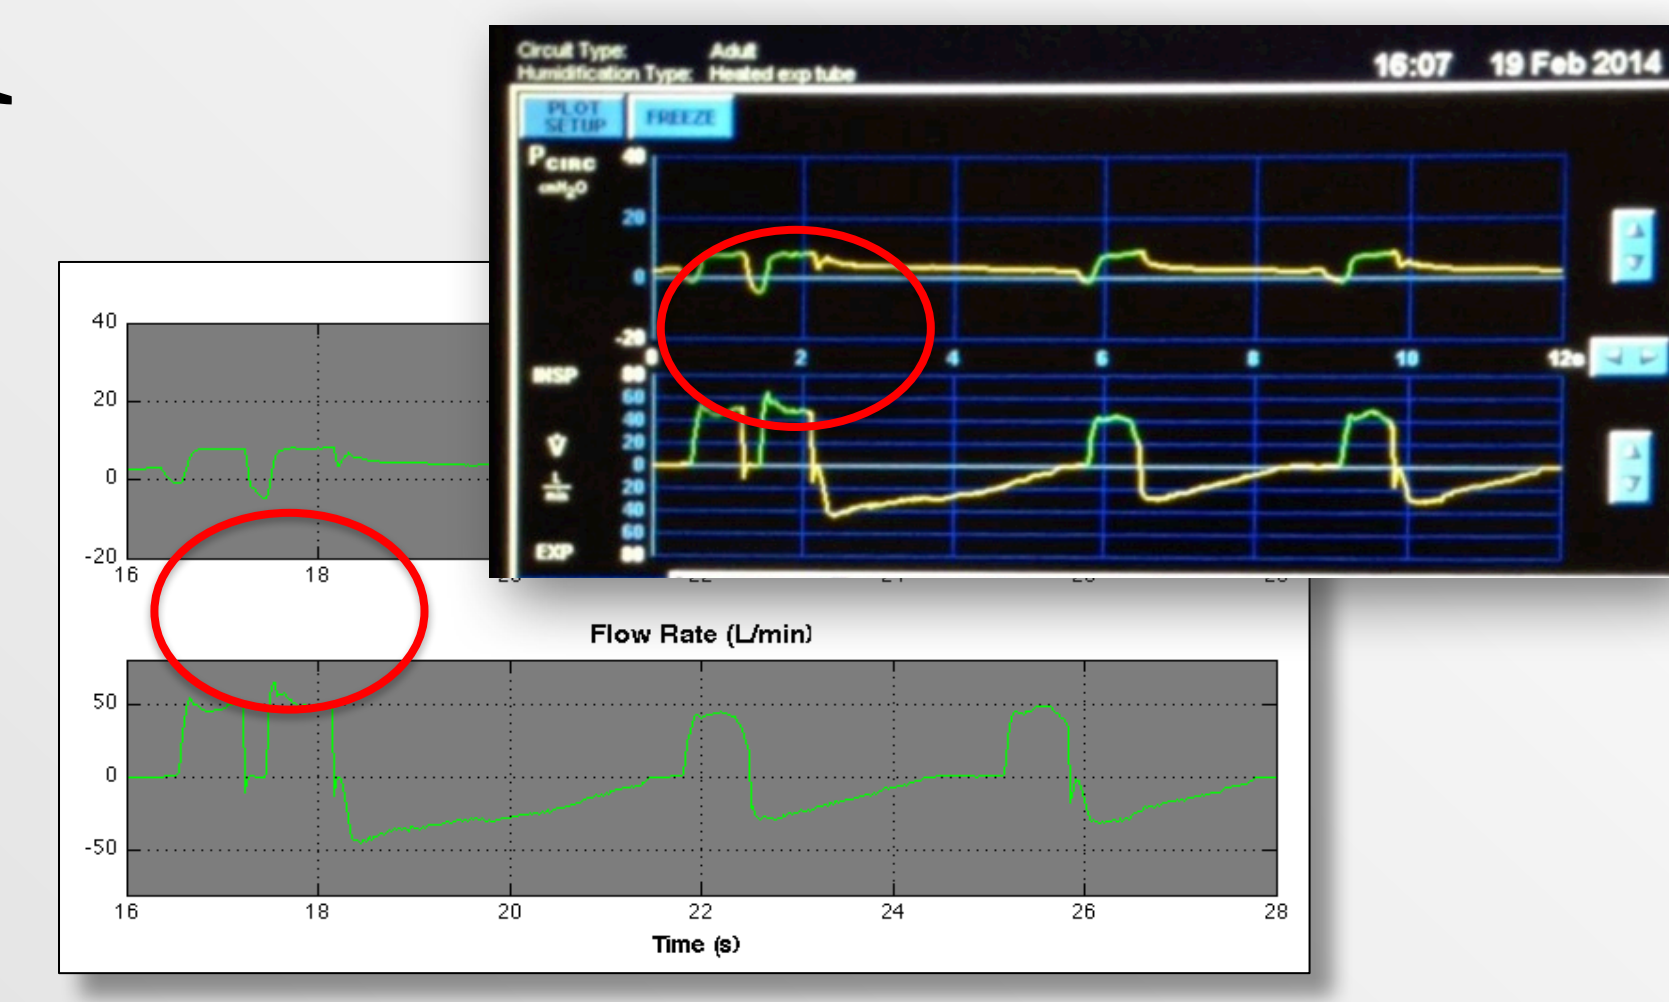 Circuit Type: Adult
Humidification Type: Heated exp tube
16:07 19 Feb 2014
PLOT SETUP
FREEZE
PCIRC
cmH2O
40
20
0
-20
0 2 4 6 8 10 12s
INSP
V̇
L
min
EXP
80
60
40
20
0
20
40
60
80
40
20
0
-20
16 18
Flow Rate (L/min)
50
0
-50
16 18 20 22 24 26 28
Time (s)